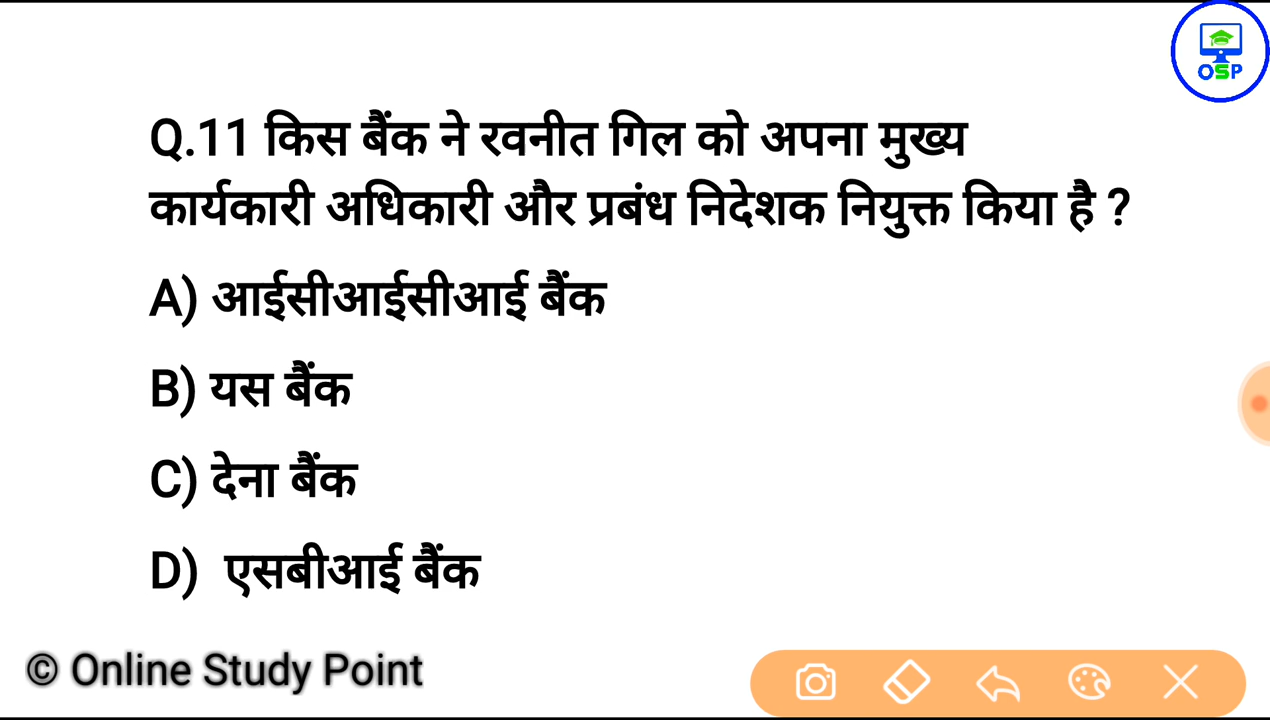 OSP
Q.11 किस बैंक ने रवनीत गिल को अपना मुख्य
कार्यकारी अधिकारी और प्रबंध निदेशक नियुक्त किया है ?
A) आईसीआईसीआई बैंक
B) यस बैंक
C) देना बैंक
D) एसबीआई बैंक
© Online Study Point